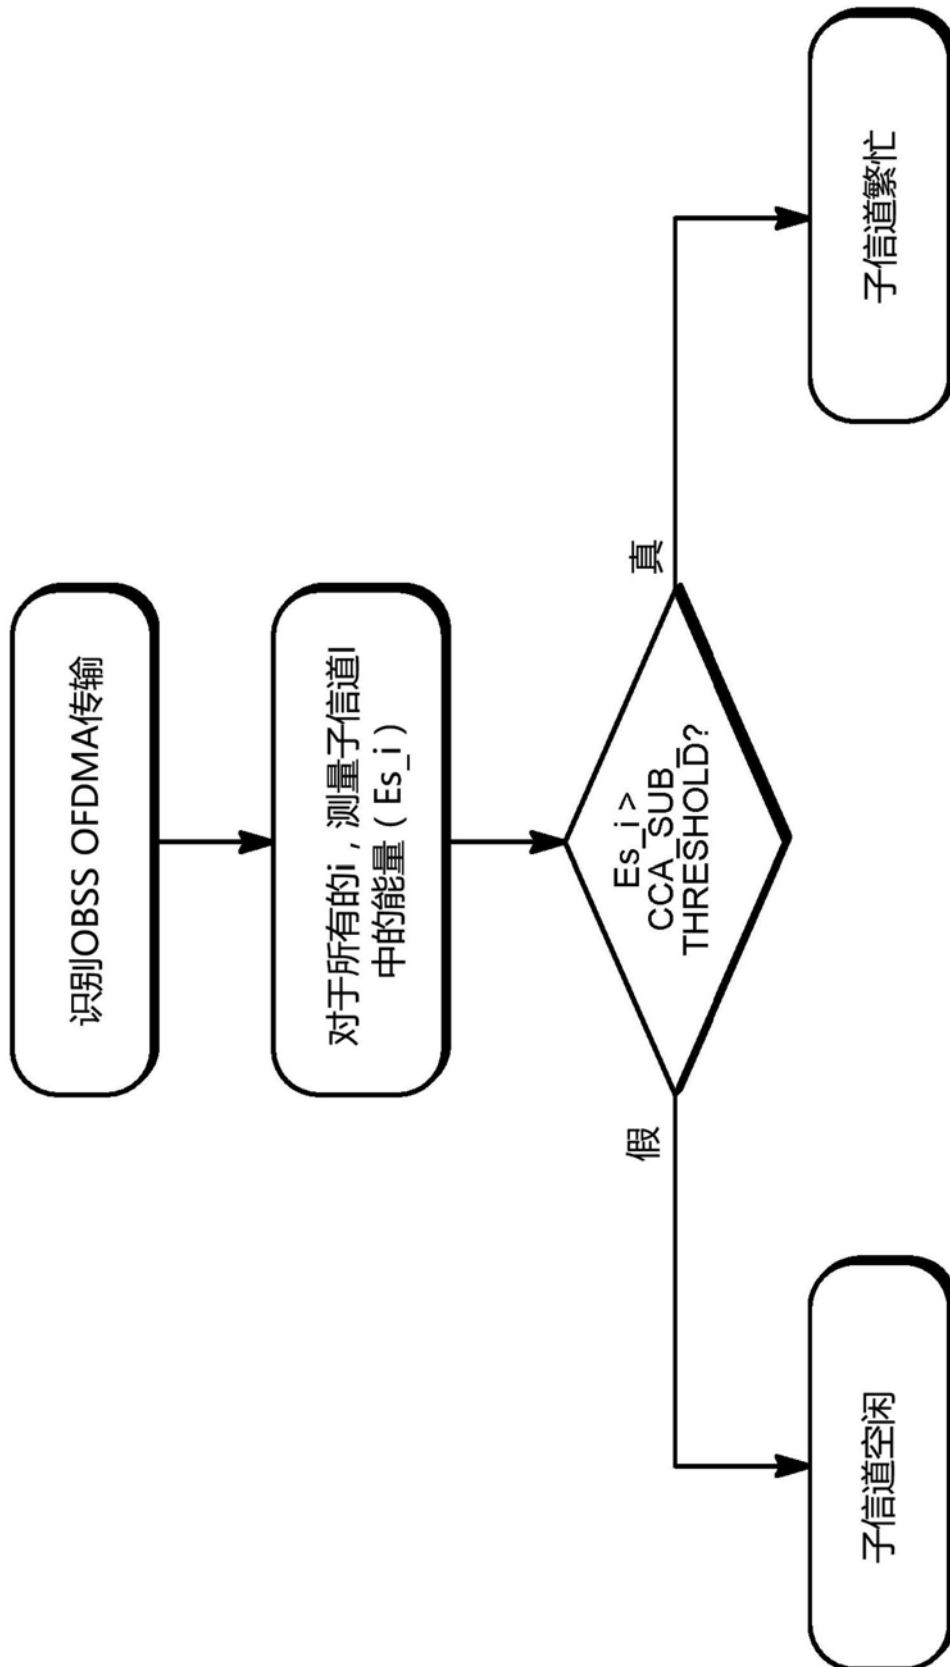 识别OBSS OFDMA传输
对于所有的i，测量子信道I
中的能量（Es_i）
Es_i >
CCA_SUB_
THRESHOLD?
假
真
子信道空闲
子信道繁忙